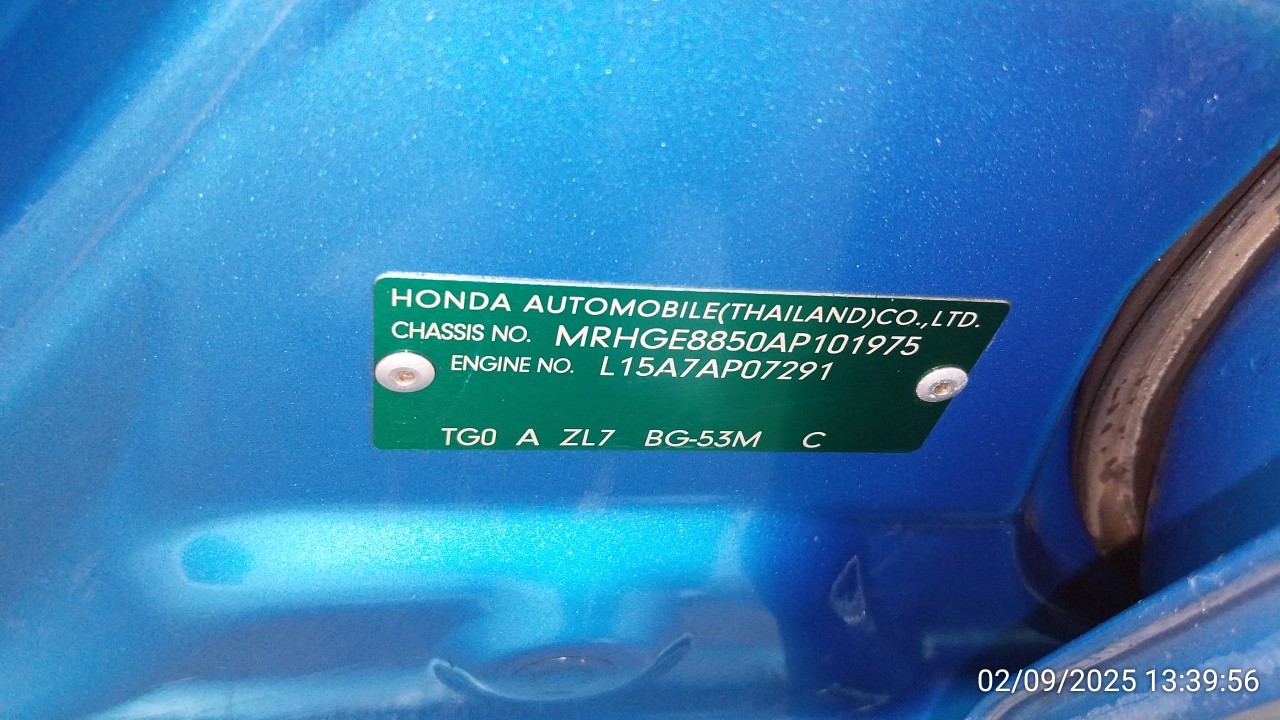 HONDA AUTOMOBILE(THAILAND)CO.,LTD.
CHASSIS NO. MRHGE8850AP101975
ENGINE NO. L15A7AP07291
TG0 A ZL7 BG-53M C
02/09/2025 13:39:56